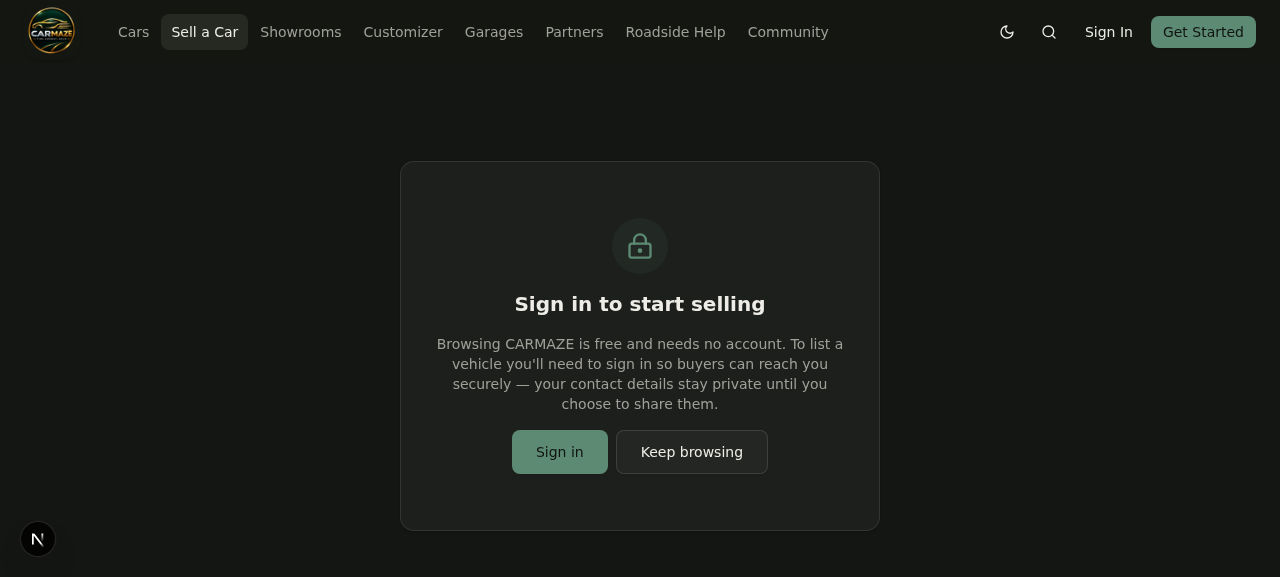 CARMAZE
Cars
Sell a Car
Showrooms
Customizer
Garages
Partners
Roadside Help
Community
Sign In
Get Started
Sign in to start selling
Browsing CARMAZE is free and needs no account. To list a
vehicle you'll need to sign in so buyers can reach you
securely — your contact details stay private until you
choose to share them.
Sign in
Keep browsing
N